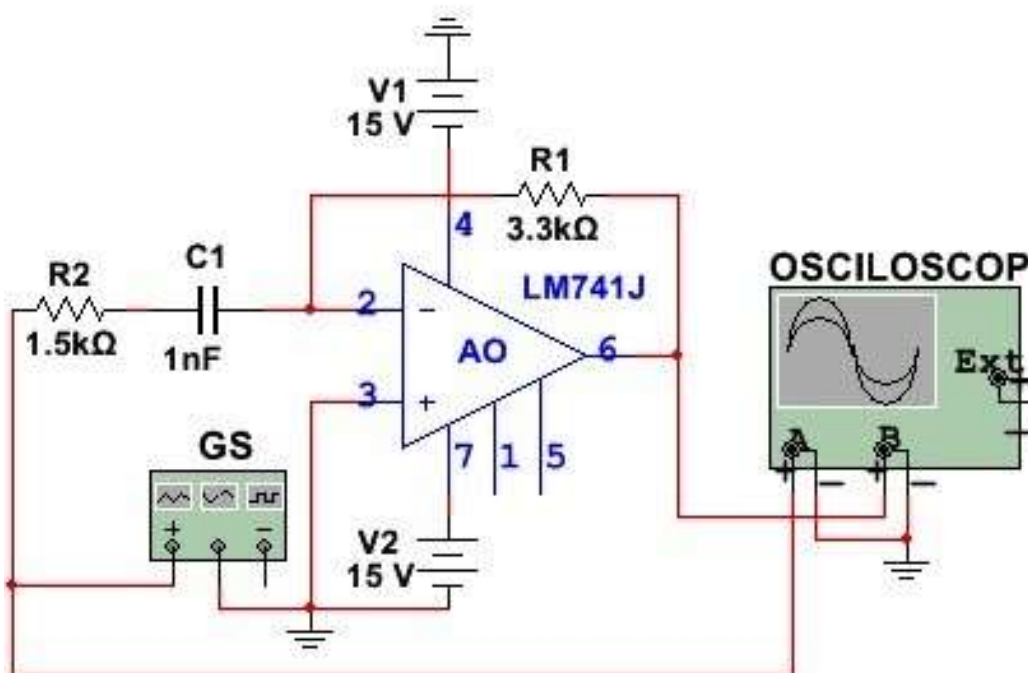 V1
15 V
R1
3.3kΩ
4
R2
C1
1.5kΩ
1nF
2
-
LM741J
AO
6
3
+
7
1
5
GS
+
-
V2
15 V
OSCILOSCOP
Ext
A
B
+
-
+
-